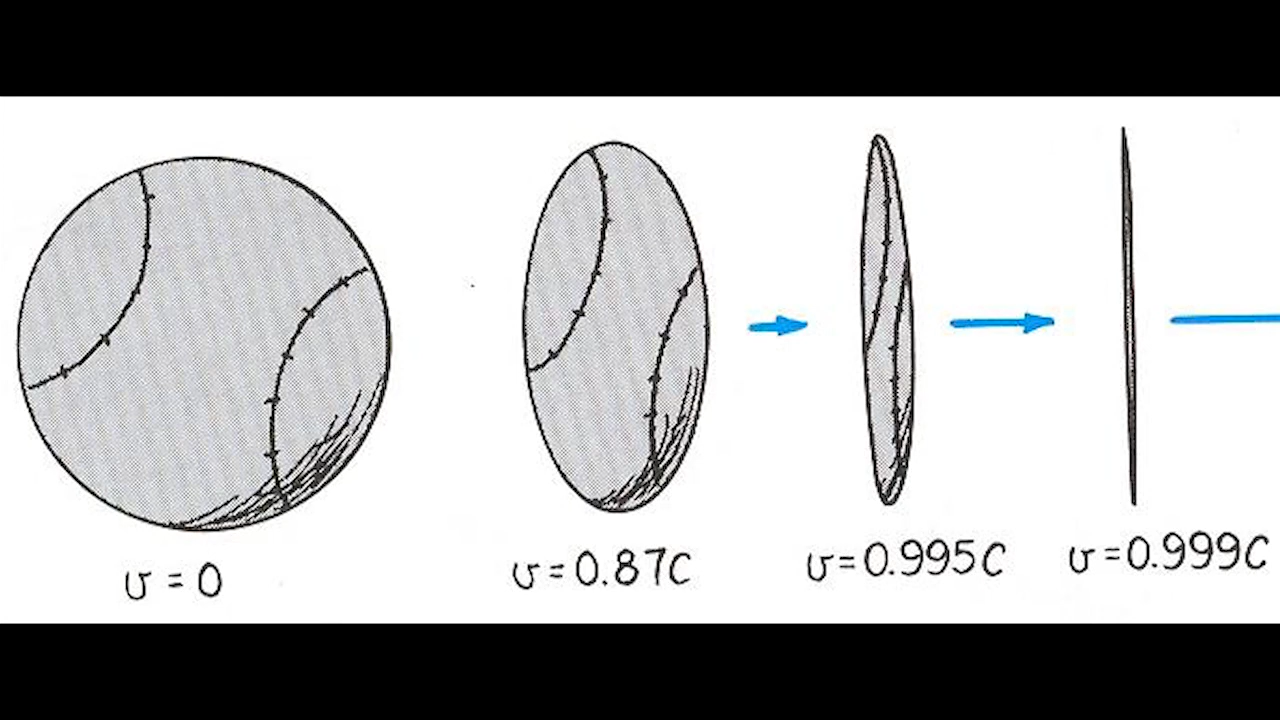 v = 0
v = 0.87C
v = 0.995C
v = 0.999C